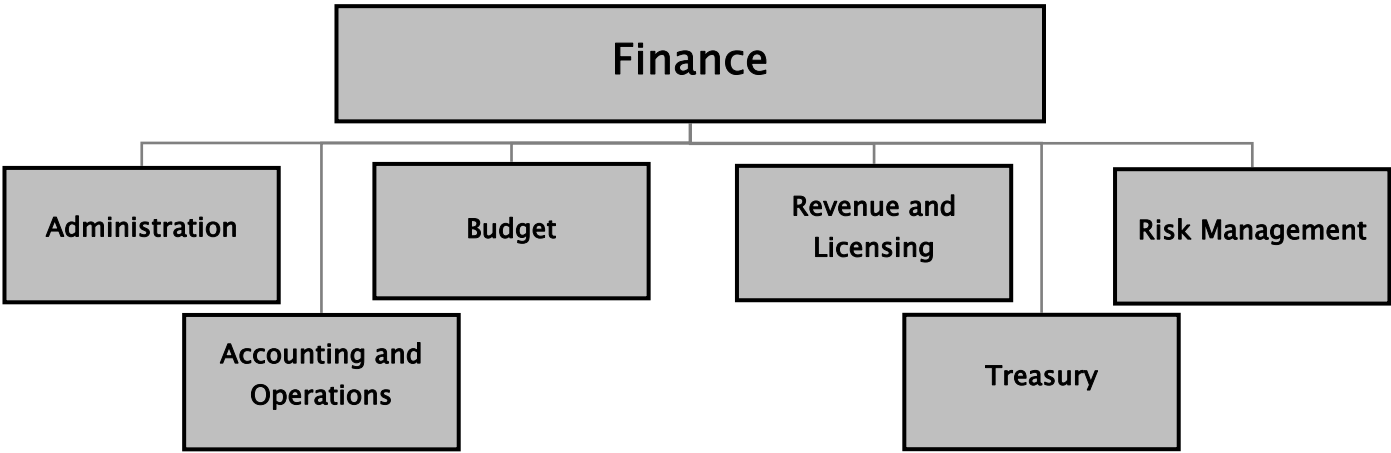 Finance
Administration
Budget
Revenue and
Licensing
Risk Management
Accounting and
Operations
Treasury